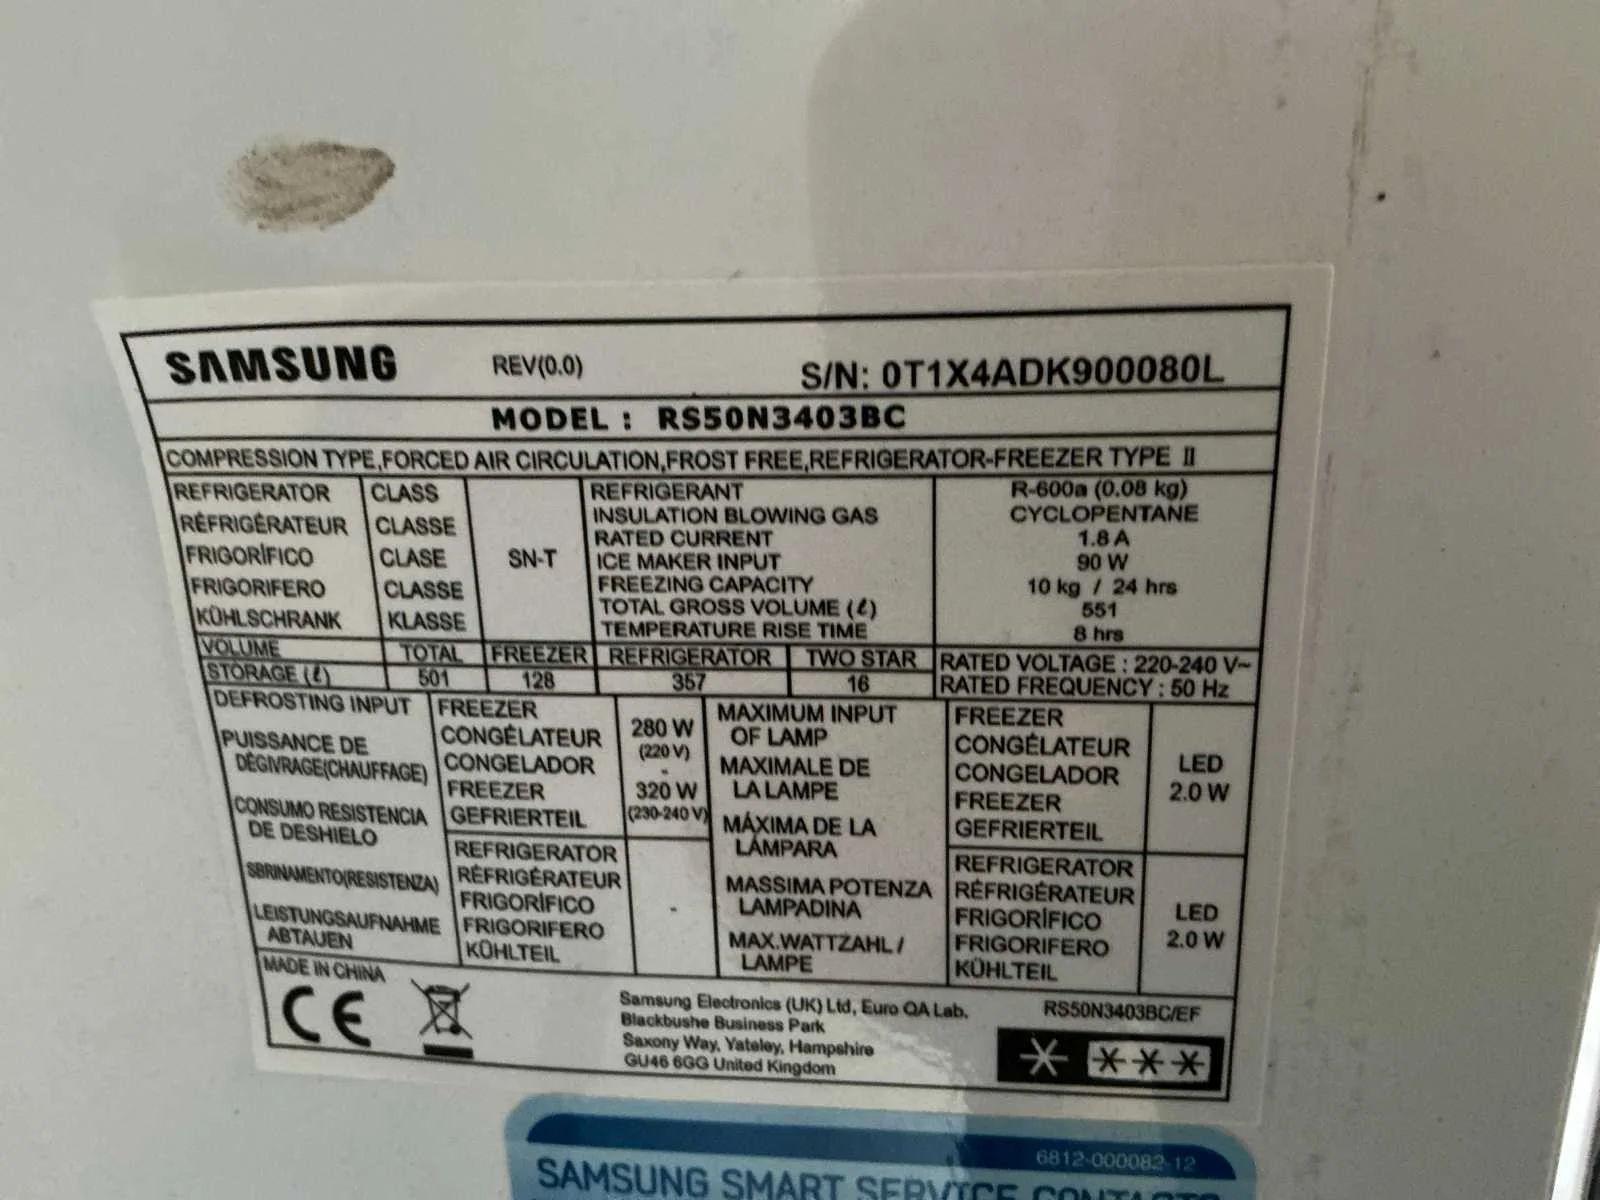 SAMSUNG REV(0.0) S/N: 0T1X4ADK900080L
MODEL : RS50N3403BC
COMPRESSION TYPE,FORCED AIR CIRCULATION,FROST FREE,REFRIGERATOR-FREEZER TYPE II
REFRIGERATOR CLASS
RÉFRIGÉRATEUR CLASSE
FRIGORÍFICO CLASE
FRIGORIFERO CLASSE
KÜHLSCHRANK KLASSE
SN-T
REFRIGERANT R-600a (0.08 kg)
INSULATION BLOWING GAS CYCLOPENTANE
RATED CURRENT 1.8 A
ICE MAKER INPUT 90 W
FREEZING CAPACITY 10 kg / 24 hrs
TOTAL GROSS VOLUME (ℓ) 551
TEMPERATURE RISE TIME 8 hrs
VOLUME TOTAL FREEZER REFRIGERATOR TWO STAR
STORAGE (ℓ) 501 128 357 16
RATED VOLTAGE : 220-240 V~
RATED FREQUENCY : 50 Hz
DEFROSTING INPUT
PUISSANCE DE
DÉGIVRAGE(CHAUFFAGE)
CONSUMO RESISTENCIA
DE DESHIELO
SBRINAMENTO(RESISTENZA)
LEISTUNGSAUFNAHME
ABTAUEN
FREEZER
CONGÉLATEUR
CONGELADOR
FREEZER
GEFRIERTEIL
280 W
(220 V)
-
320 W
(230-240 V)
REFRIGERATOR
RÉFRIGÉRATEUR
FRIGORÍFICO
FRIGORIFERO
KÜHLTEIL
-
MAXIMUM INPUT
OF LAMP
MAXIMALE DE
LA LAMPE
MÁXIMA DE LA
LÁMPARA
MASSIMA POTENZA
LAMPADINA
MAX.WATTZAHL /
LAMPE
FREEZER
CONGÉLATEUR
CONGELADOR
FREEZER
GEFRIERTEIL
LED
2.0 W
REFRIGERATOR
RÉFRIGÉRATEUR
FRIGORÍFICO
FRIGORIFERO
KÜHLTEIL
LED
2.0 W
MADE IN CHINA
CE
Samsung Electronics (UK) Ltd, Euro QA Lab.
Blackbushe Business Park
Saxony Way, Yateley, Hampshire
GU46 6GG United Kingdom
RS50N3403BC/EF
6812-000082-12
SAMSUNG SMART SERVICE CONTACTS